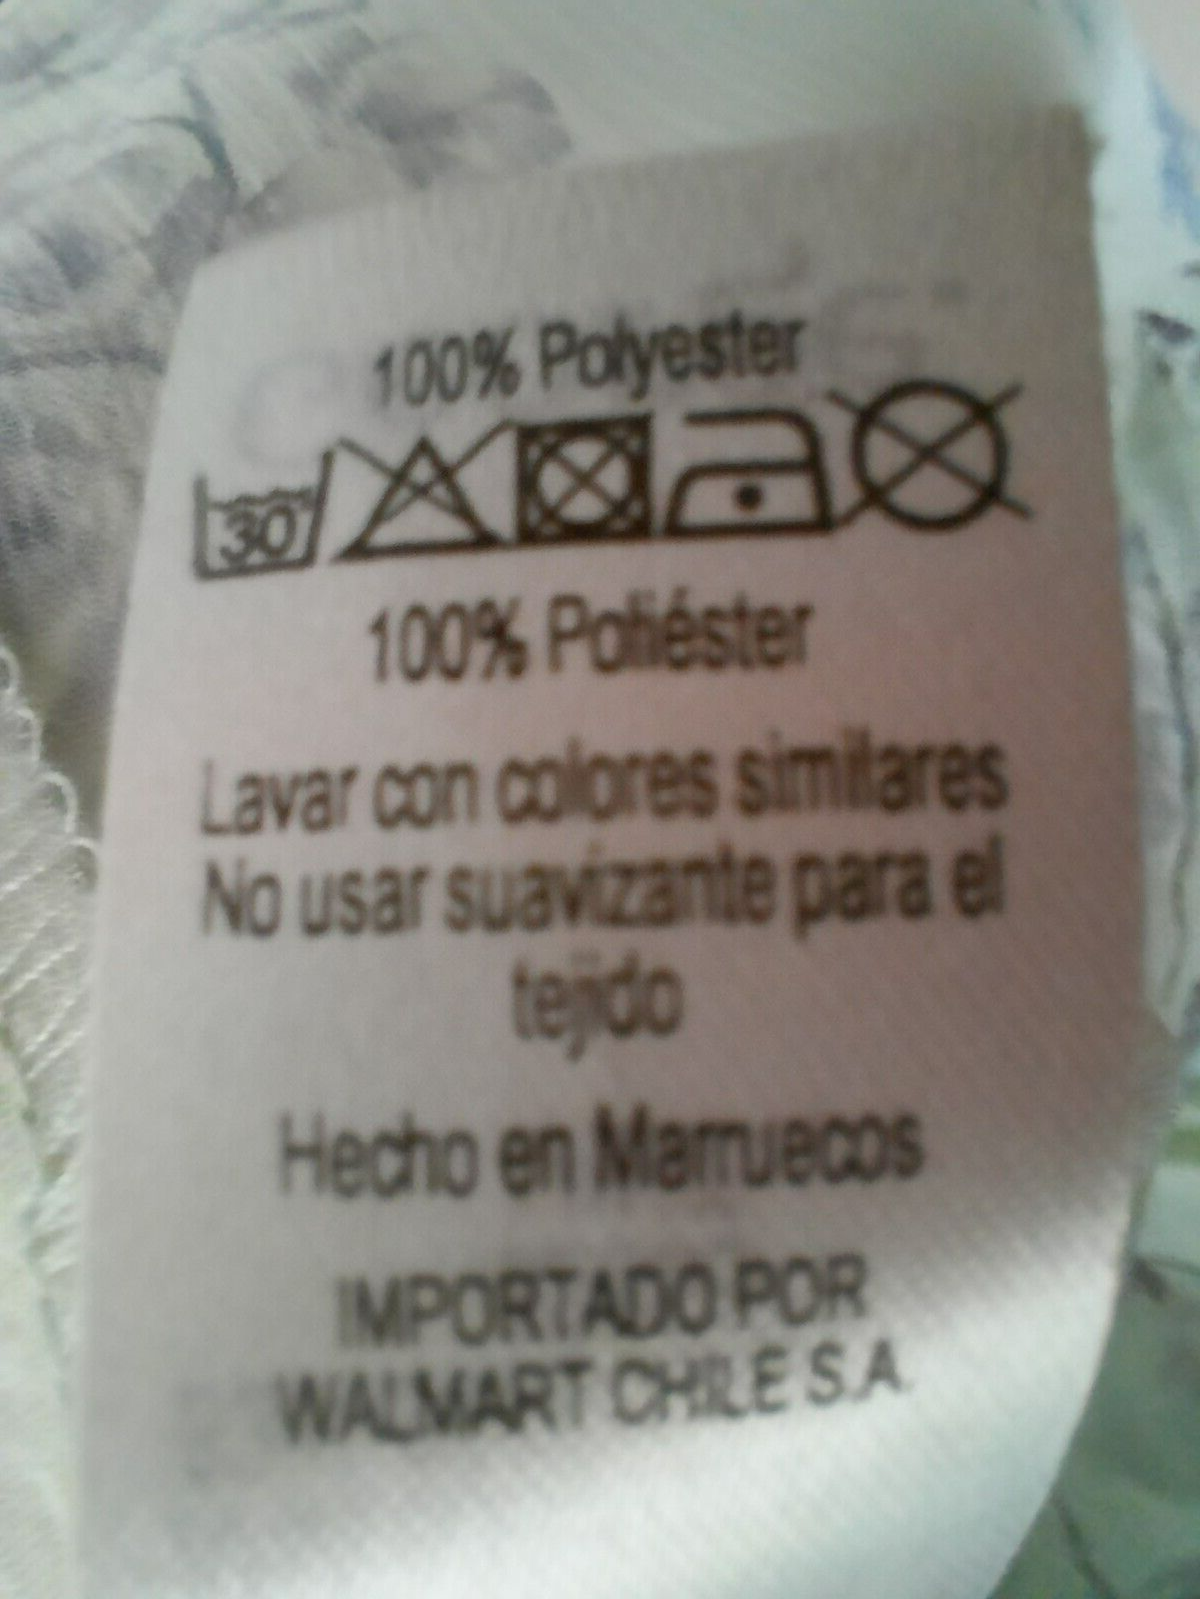 100% Polyester
30
100% Poliéster
Lavar con colores similares
No usar suavizante para el
tejido
Hecho en Marruecos
IMPORTADO POR
WALMART CHILE S.A.